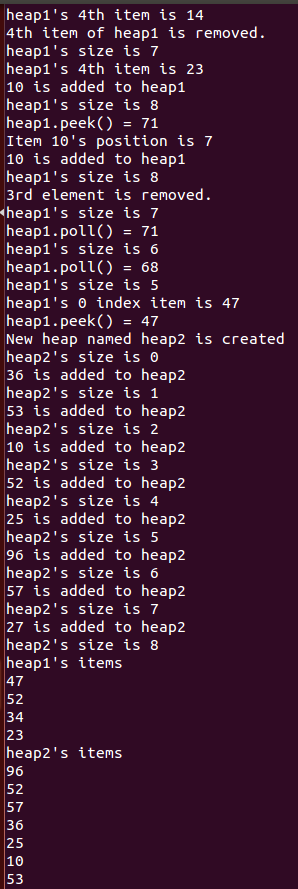 heap1's 4th item is 14
4th item of heap1 is removed.
heap1's size is 7
heap1's 4th item is 23
10 is added to heap1
heap1's size is 8
heap1.peek() = 71
Item 10's position is 7
10 is added to heap1
heap1's size is 8
3rd element is removed.
heap1's size is 7
heap1.poll() = 71
heap1's size is 6
heap1.poll() = 68
heap1's size is 5
heap1's 0 index item is 47
heap1.peek() = 47
New heap named heap2 is created
heap2's size is 0
36 is added to heap2
heap2's size is 1
53 is added to heap2
heap2's size is 2
10 is added to heap2
heap2's size is 3
52 is added to heap2
heap2's size is 4
25 is added to heap2
heap2's size is 5
96 is added to heap2
heap2's size is 6
57 is added to heap2
heap2's size is 7
27 is added to heap2
heap2's size is 8
heap1's items
47
52
34
23
heap2's items
96
52
57
36
25
10
53